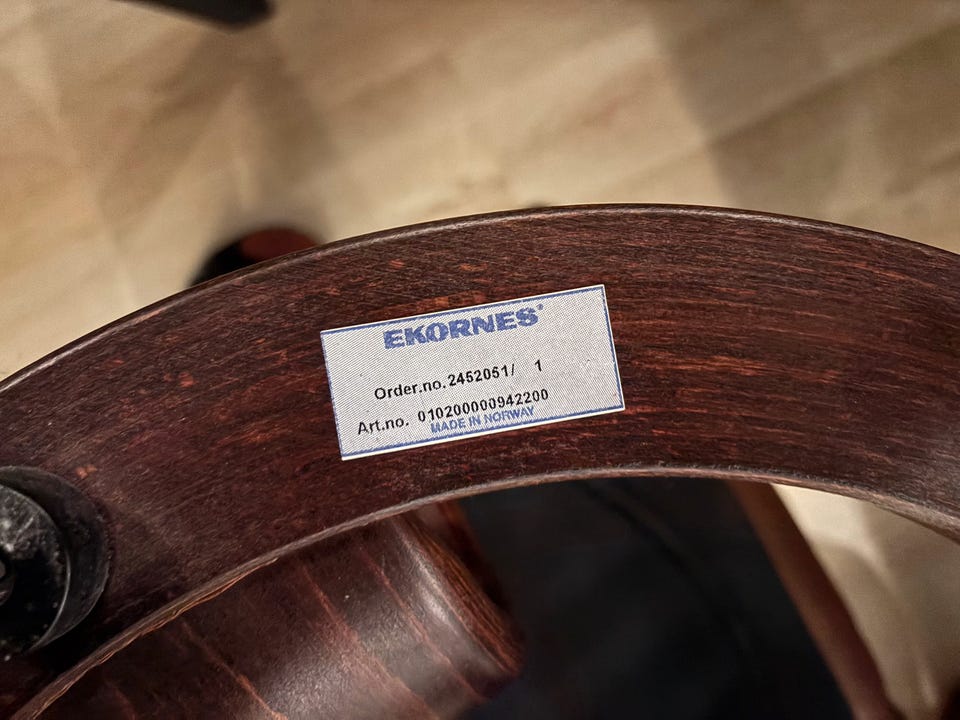 EKORNES®
Order.no. 2452051/ 1
Art.no. 010200000942200
MADE IN NORWAY